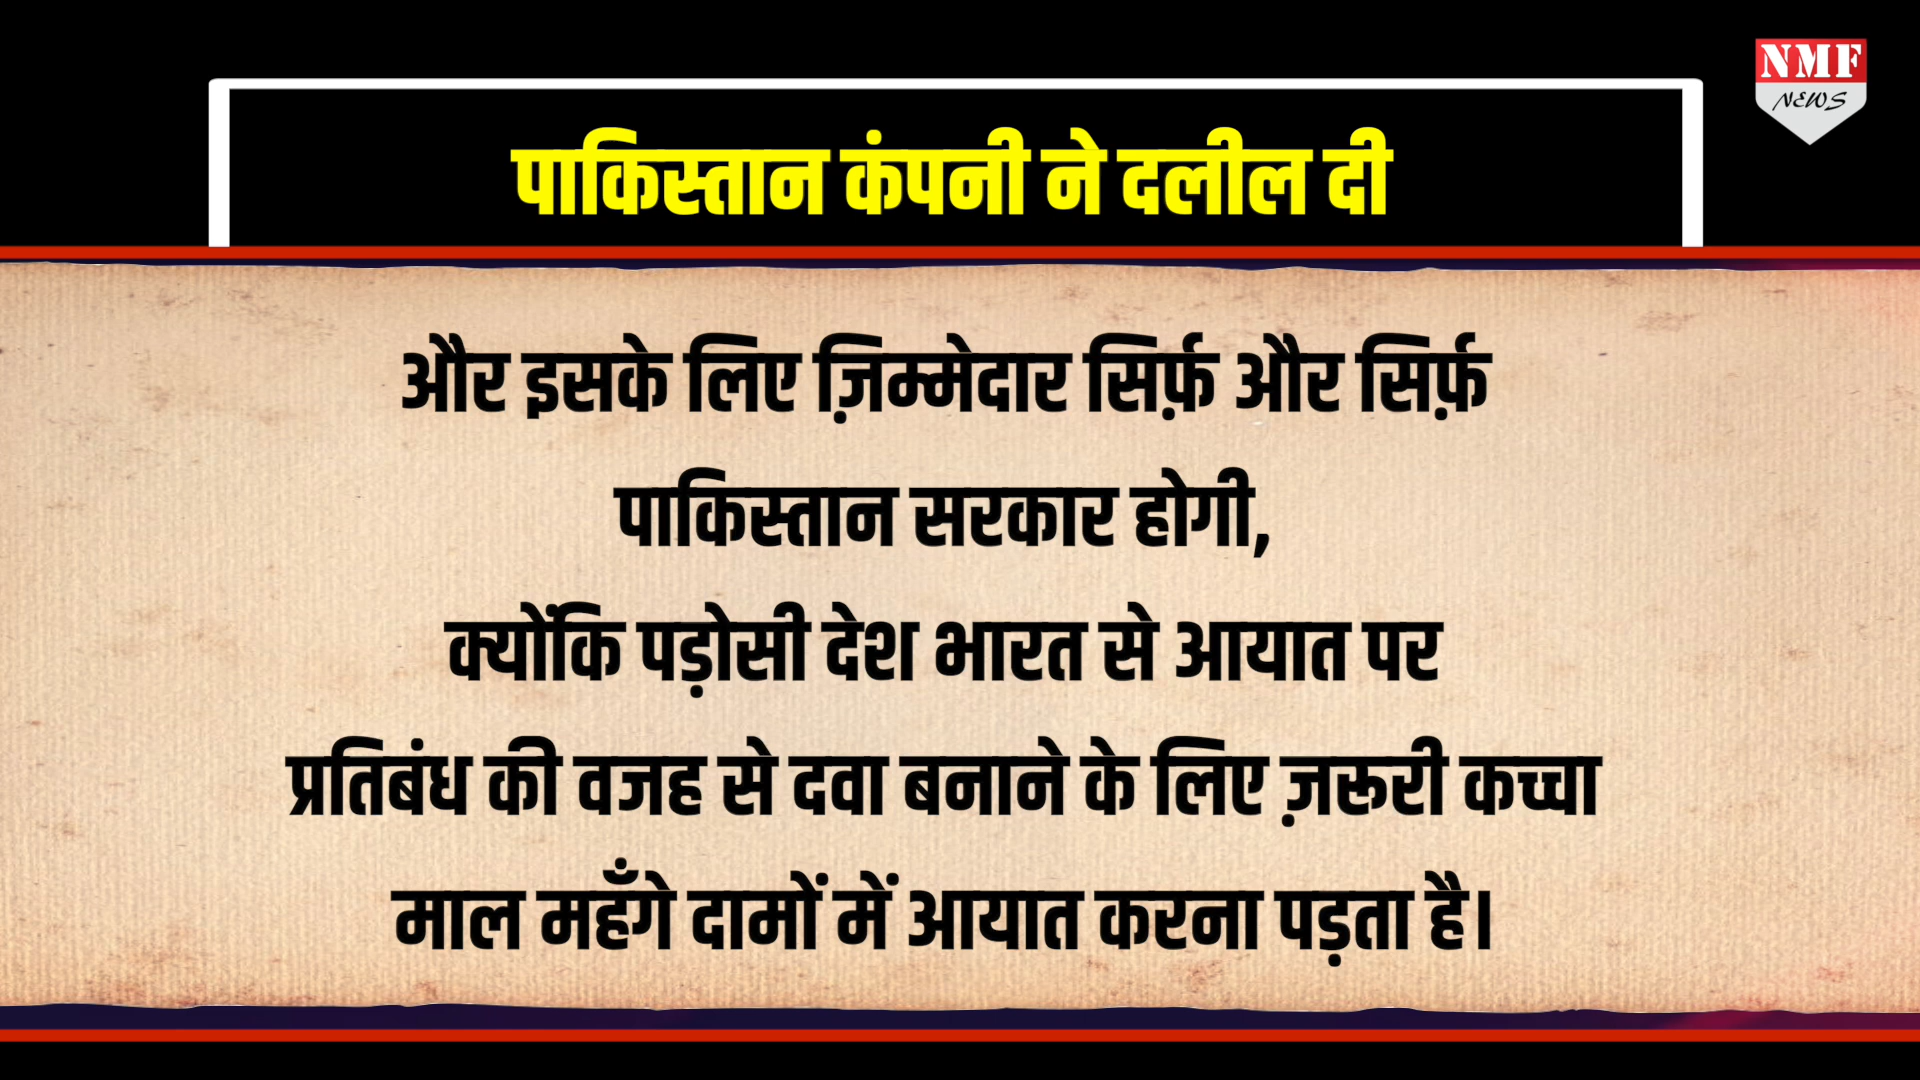 NMF
NEWS
पाकिस्तान कंपनी ने दलील दी
और इसके लिए ज़िम्मेदार सिर्फ़ और सिर्फ़
पाकिस्तान सरकार होगी,
क्योंकि पड़ोसी देश भारत से आयात पर
प्रतिबंध की वजह से दवा बनाने के लिए ज़रूरी कच्चा
माल महँगे दामों में आयात करना पड़ता है।